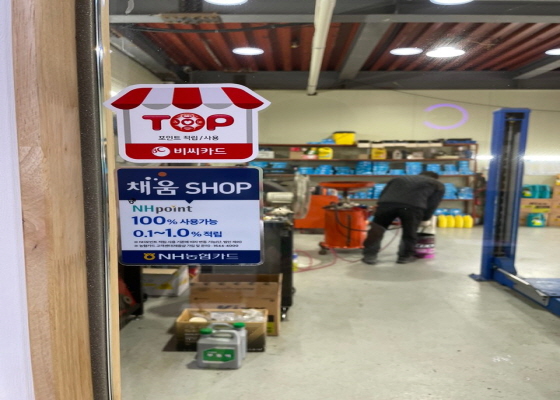 TOP
포인트 적립/사용
비씨카드
채움 SHOP
NHpoint
100% 사용가능
0.1~1.0% 적립
NH농협카드